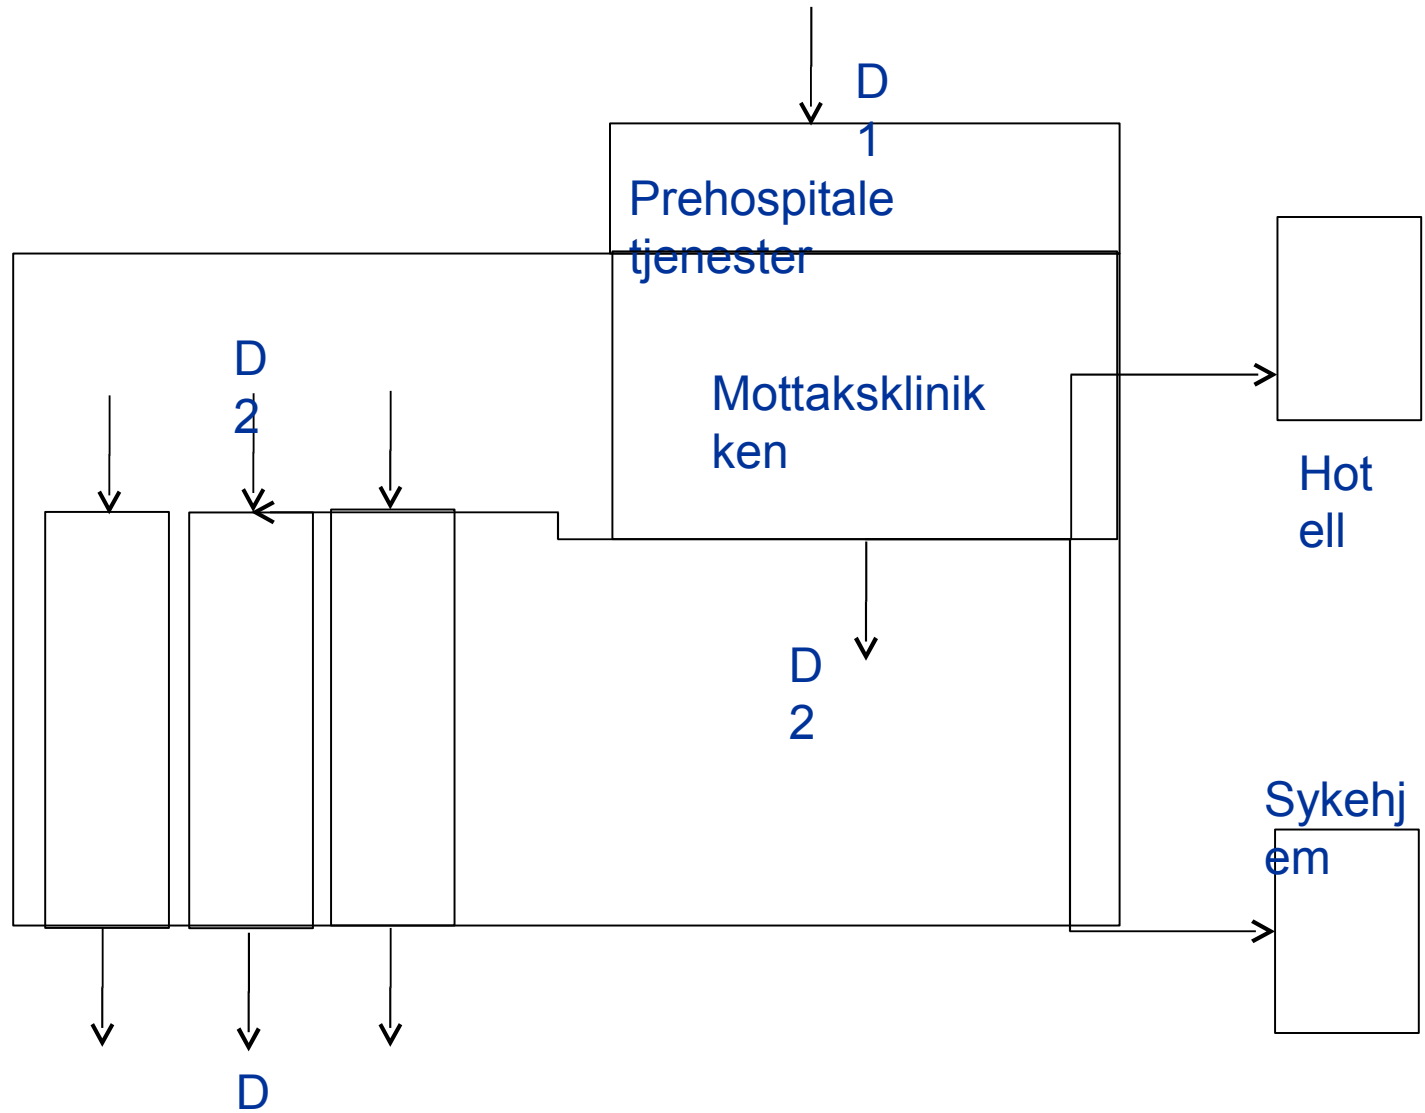 D
1
Prehospitale
tjenester
D
2
Mottaksklinik
ken
Hot
ell
D
2
Sykehj
em
D